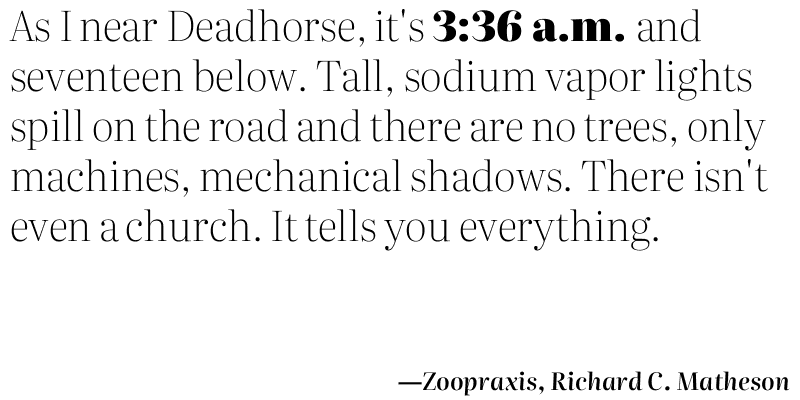 As I near Deadhorse, it's 3:36 a.m. and
seventeen below. Tall, sodium vapor lights
spill on the road and there are no trees, only
machines, mechanical shadows. There isn't
even a church. It tells you everything.
—Zoopraxis, Richard C. Matheson